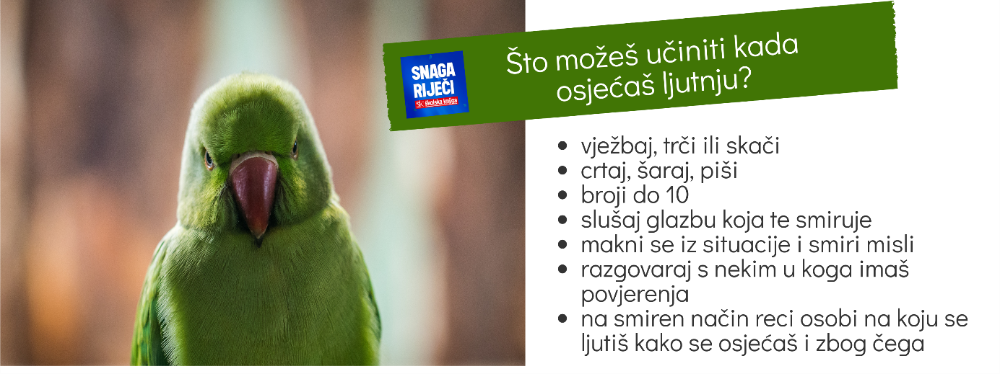 SNAGA
RIJEČI
šk školska knjiga
Što možeš učiniti kada
osjećaš ljutnju?
• vježbaj, trči ili skači
• crtaj, šaraj, piši
• broji do 10
• slušaj glazbu koja te smiruje
• makni se iz situacije i smiri misli
• razgovaraj s nekim u koga imaš
povjerenja
• na smiren način reci osobi na koju se
ljutiš kako se osjećaš i zbog čega